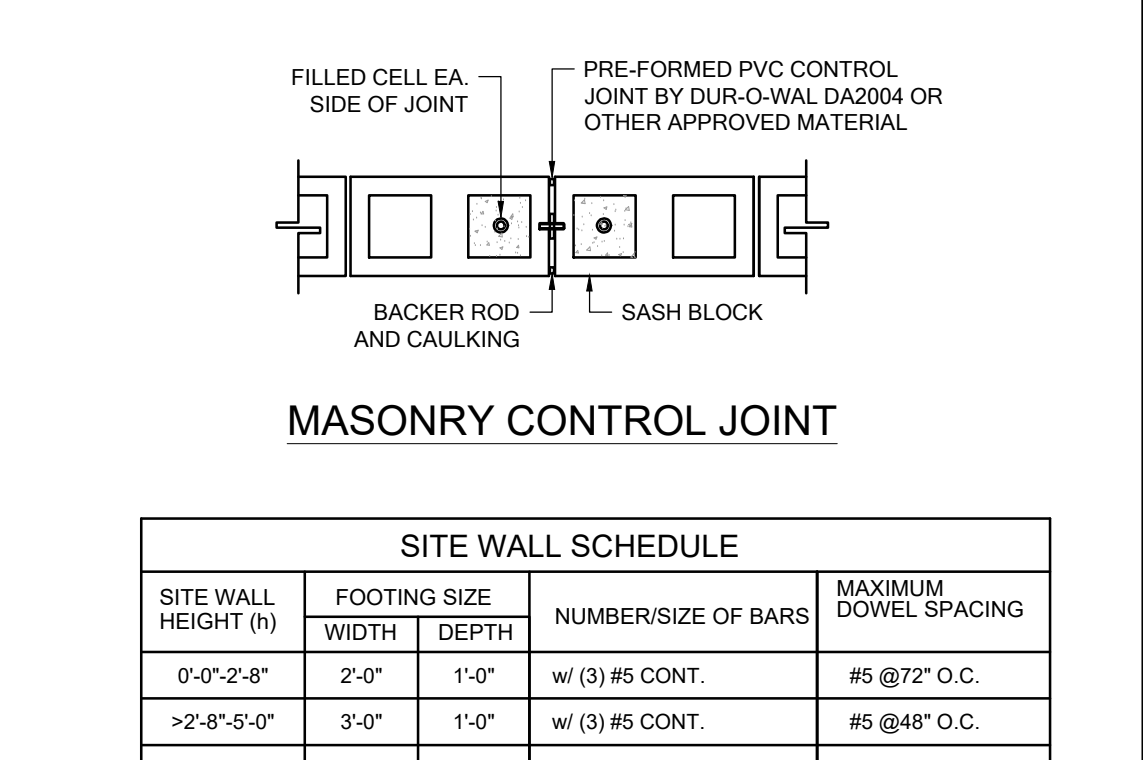 FILLED CELL EA.
SIDE OF JOINT
PRE-FORMED PVC CONTROL
JOINT BY DUR-O-WAL DA2004 OR
OTHER APPROVED MATERIAL
BACKER ROD
AND CAULKING
SASH BLOCK
MASONRY CONTROL JOINT
SITE WALL SCHEDULE
SITE WALL
HEIGHT (h)
FOOTING SIZE
WIDTH
DEPTH
NUMBER/SIZE OF BARS
MAXIMUM
DOWEL SPACING
0'-0"-2'-8" 2'-0" 1'-0" w/ (3) #5 CONT. #5 @72" O.C.
>2'-8"-5'-0" 3'-0" 1'-0" w/ (3) #5 CONT. #5 @48" O.C.